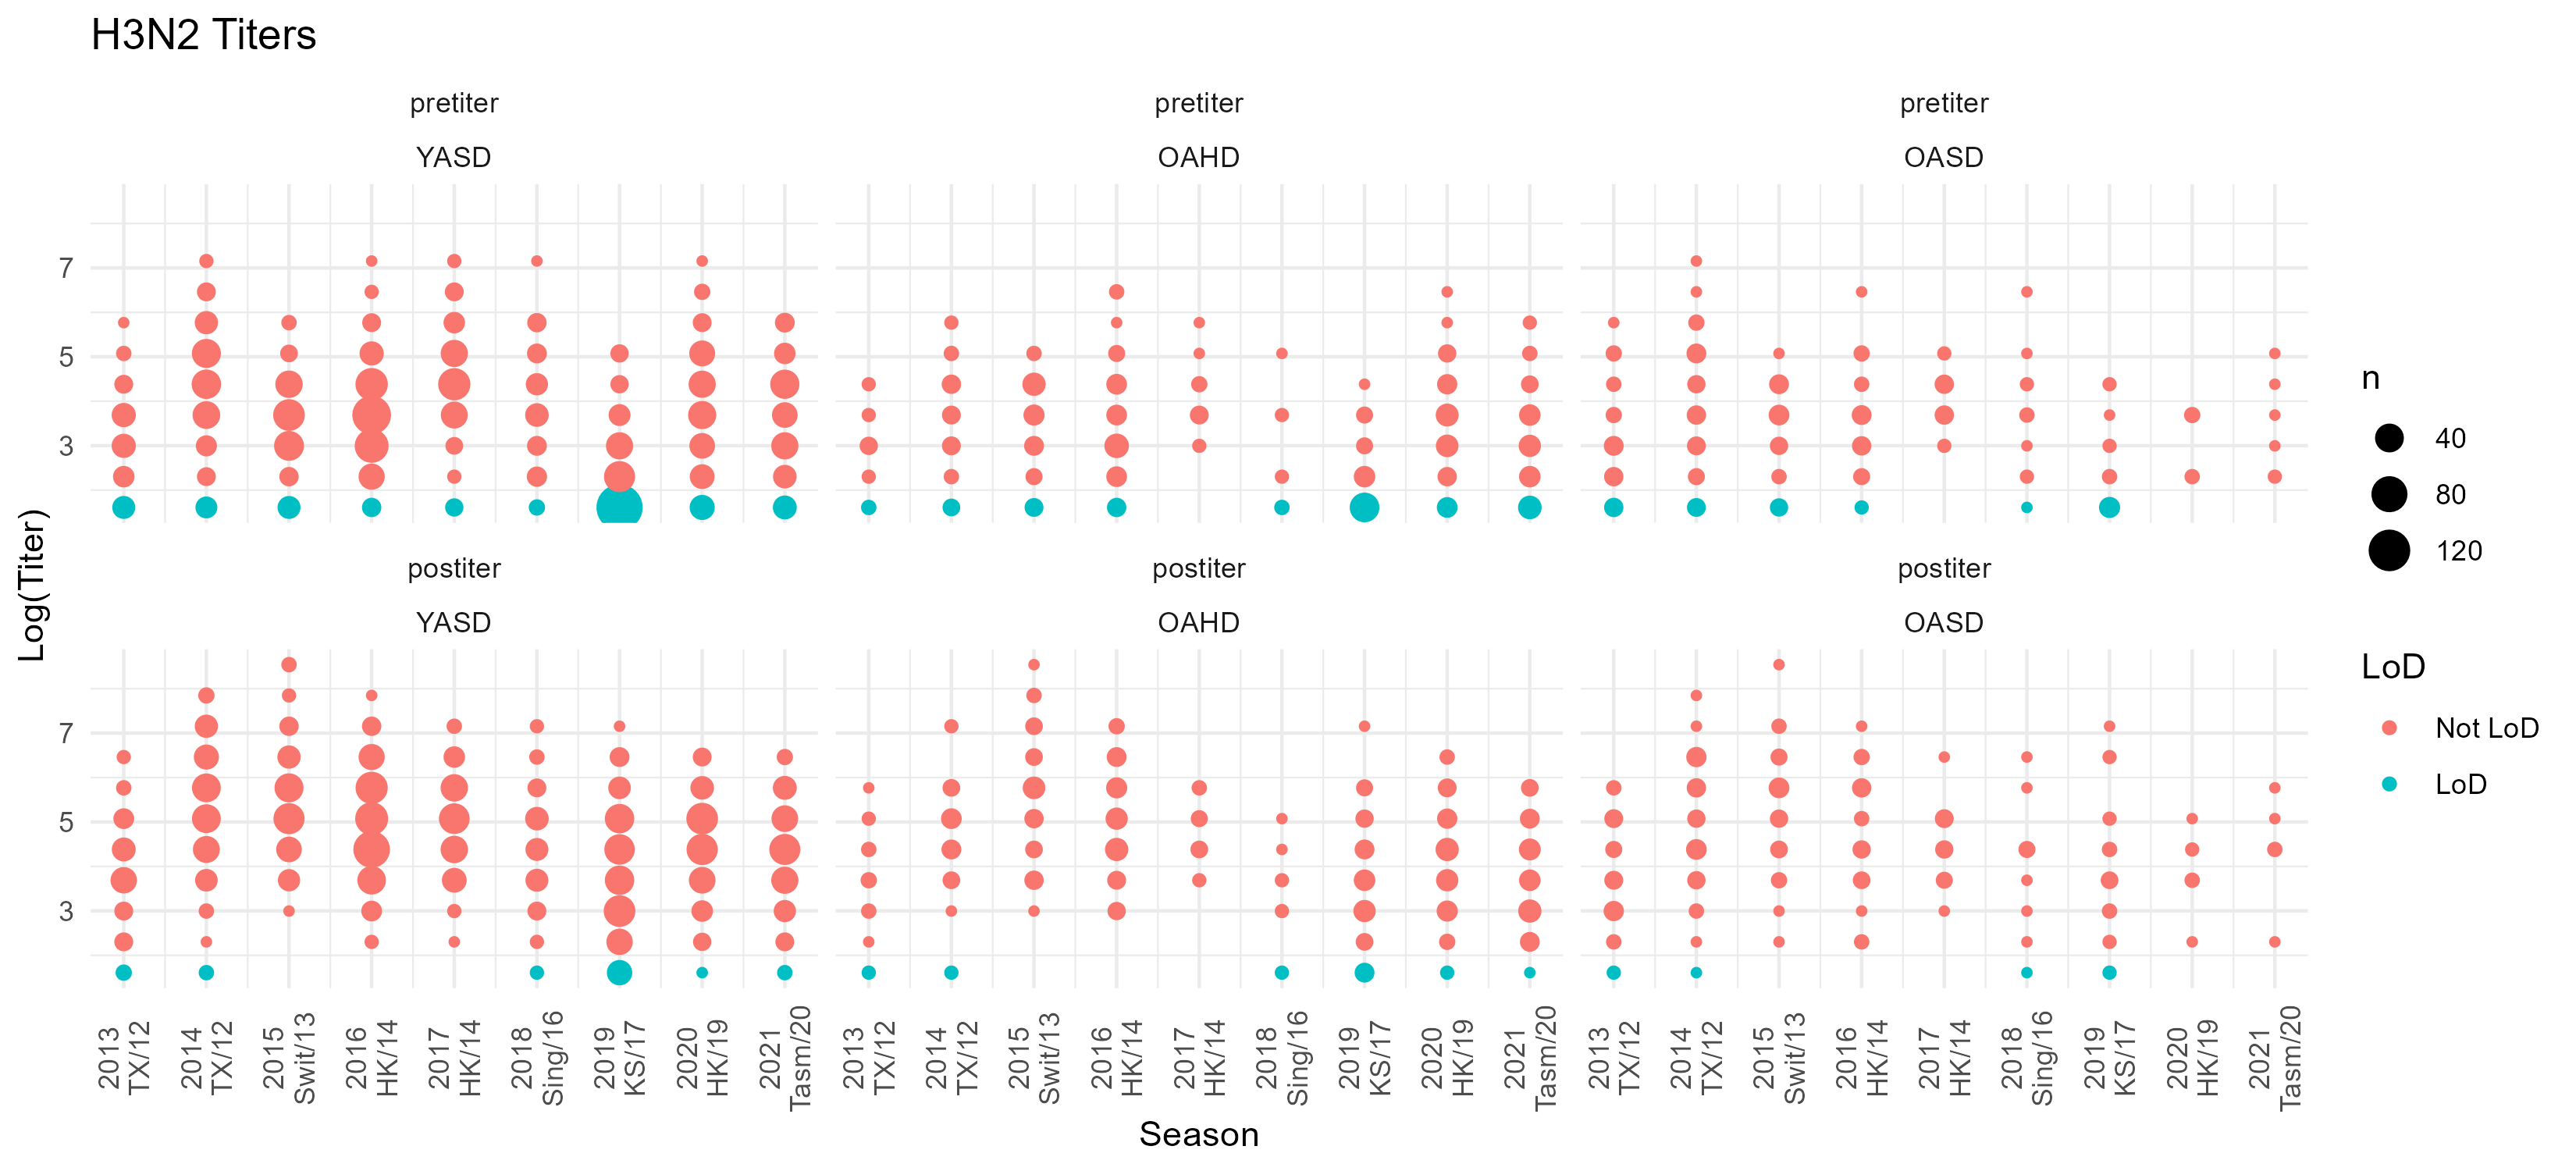 H3N2 Titers
pretiter
YASD
pretiter
OAHD
pretiter
OASD
7
5
3
postiter
YASD
postiter
OAHD
postiter
OASD
7
5
3
Log(Titer)
2013
TX/12
2014
TX/12
2015
Swit/13
2016
HK/14
2017
HK/14
2018
Sing/16
2019
KS/17
2020
HK/19
2021
Tasm/20
2013
TX/12
2014
TX/12
2015
Swit/13
2016
HK/14
2017
HK/14
2018
Sing/16
2019
KS/17
2020
HK/19
2021
Tasm/20
2013
TX/12
2014
TX/12
2015
Swit/13
2016
HK/14
2017
HK/14
2018
Sing/16
2019
KS/17
2020
HK/19
2021
Tasm/20
Season
n
40
80
120
LoD
Not LoD
LoD